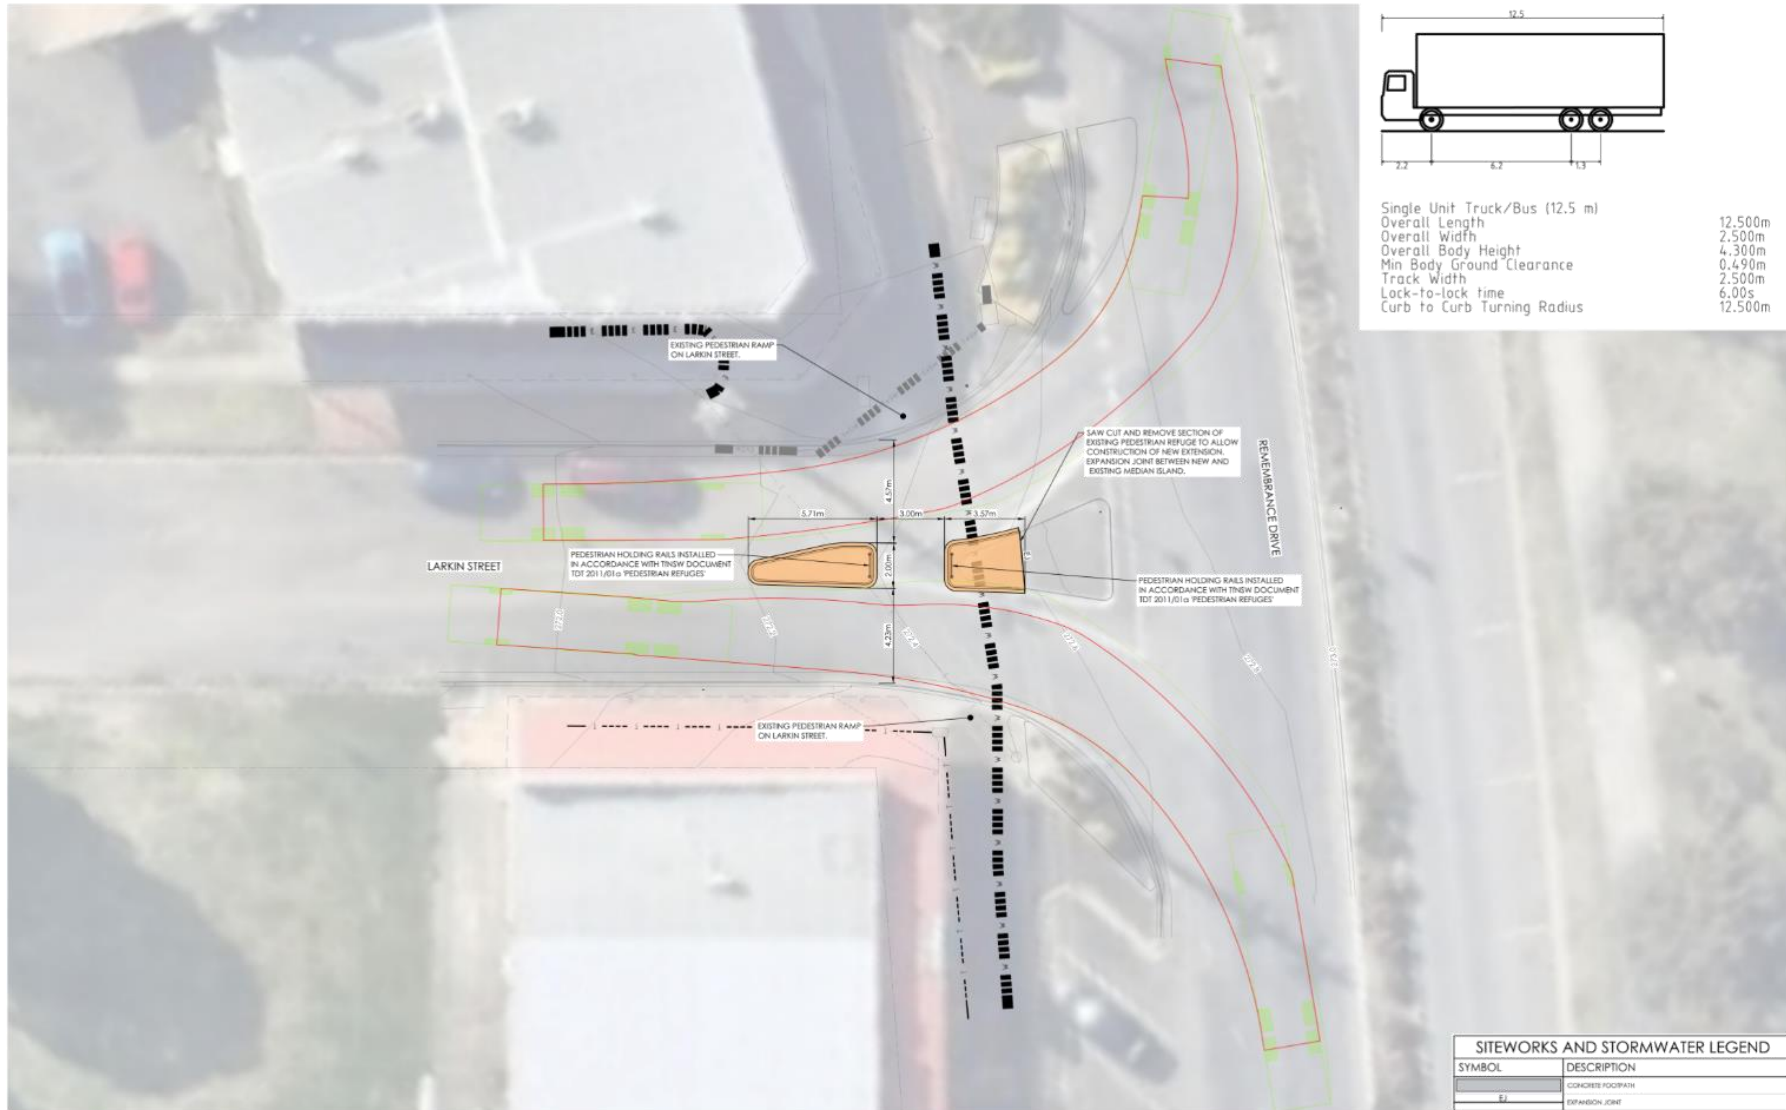 12.5
2.2
6.2
1.3
Single Unit Truck/Bus (12.5 m)
Overall Length 12.500m
Overall Width 2.500m
Overall Body Height 4.300m
Min Body Ground Clearance 0.490m
Track Width 2.500m
Lock-to-lock time 6.00s
Curb to Curb Turning Radius 12.500m
EXISTING PEDESTRIAN RAMP
ON LARKIN STREET.
SAW CUT AND REMOVE SECTION OF
EXISTING PEDESTRIAN REFUGE TO ALLOW
CONSTRUCTION OF NEW EXTENSION.
EXPANSION JOINT BETWEEN NEW AND
EXISTING MEDIAN ISLAND.
REMEMBRANCE DRIVE
4.57m
5.71m
3.00m
3.57m
2.00m
4.23m
EJ
LARKIN STREET
PEDESTRIAN HOLDING RAILS INSTALLED
IN ACCORDANCE WITH TfNSW DOCUMENT
TDT 2011/01a 'PEDESTRIAN REFUGES'
PEDESTRIAN HOLDING RAILS INSTALLED
IN ACCORDANCE WITH TfNSW DOCUMENT
TDT 2011/01a 'PEDESTRIAN REFUGES'
EXISTING PEDESTRIAN RAMP
ON LARKIN STREET.
SITEWORKS AND STORMWATER LEGEND
SYMBOL DESCRIPTION
CONCRETE FOOTPATH
EJ EXPANSION JOINT